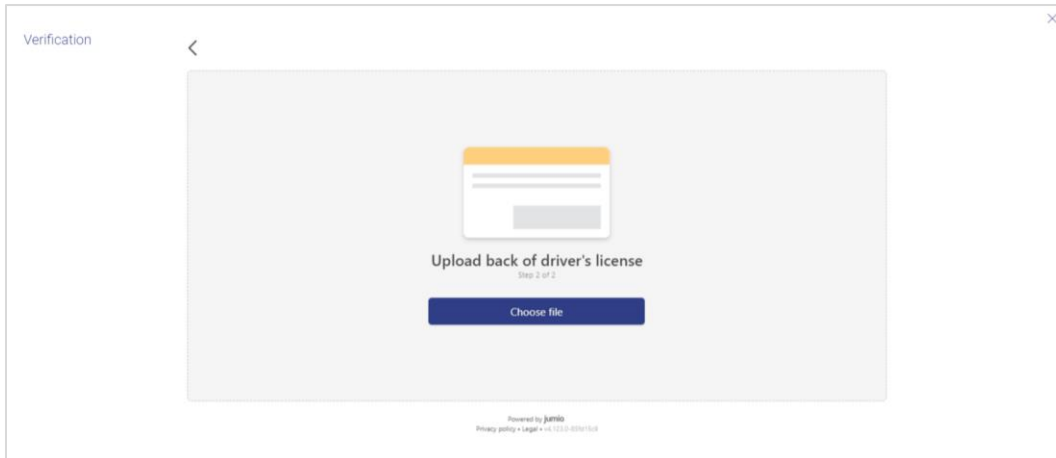 Verification
Upload back of driver's license
Step 2 of 2
Choose file
Powered by jumio
Privacy policy • Legal •